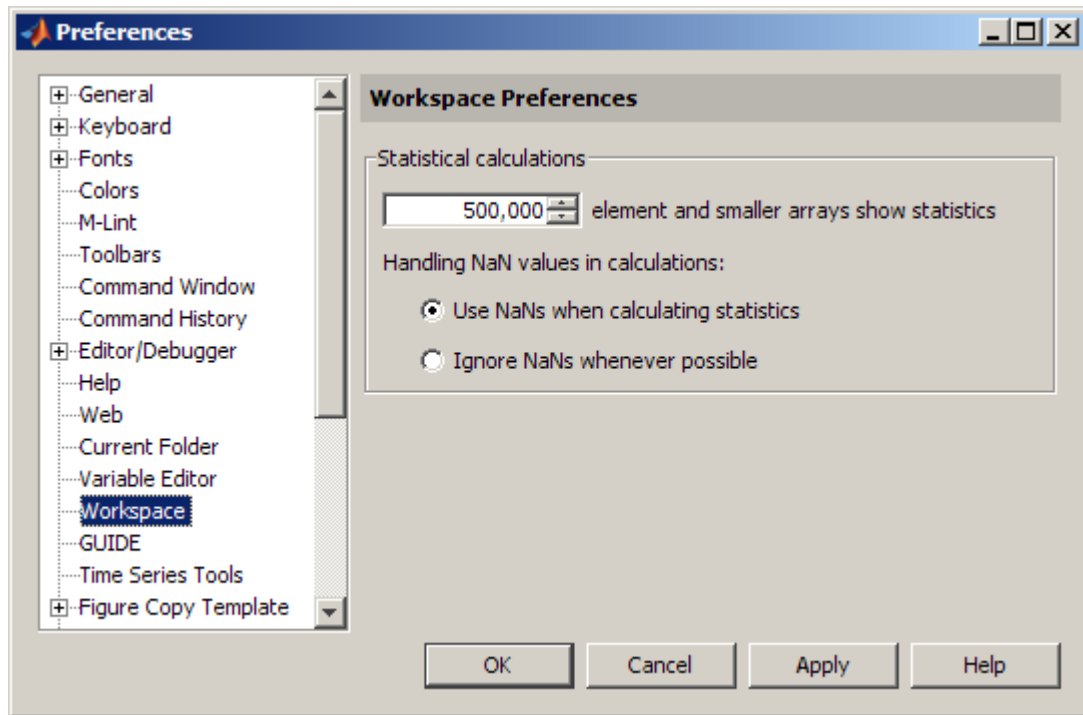 Preferences
General
Keyboard
Fonts
Colors
M-Lint
Toolbars
Command Window
Command History
Editor/Debugger
Help
Web
Current Folder
Variable Editor
Workspace
GUIDE
Time Series Tools
Figure Copy Template
Workspace Preferences
Statistical calculations
500,000 element and smaller arrays show statistics
Handling NaN values in calculations:
Use NaNs when calculating statistics
Ignore NaNs whenever possible
OK Cancel Apply Help